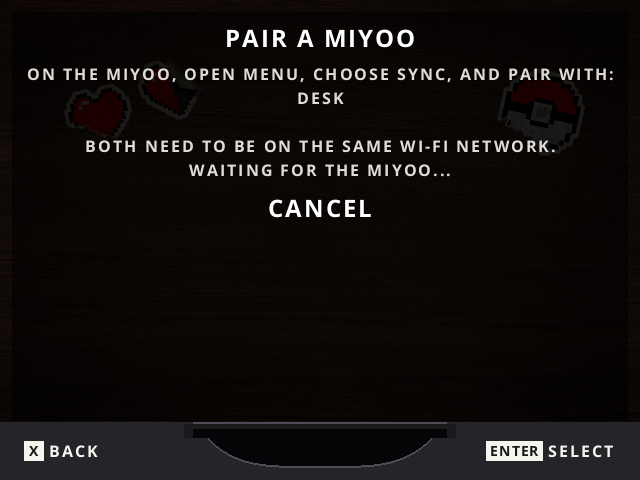 PAIR A MIYOO
ON THE MIYOO, OPEN MENU, CHOOSE SYNC, AND PAIR WITH:
DESK
BOTH NEED TO BE ON THE SAME WI-FI NETWORK.
WAITING FOR THE MIYOO...
CANCEL
X BACK
ENTER SELECT